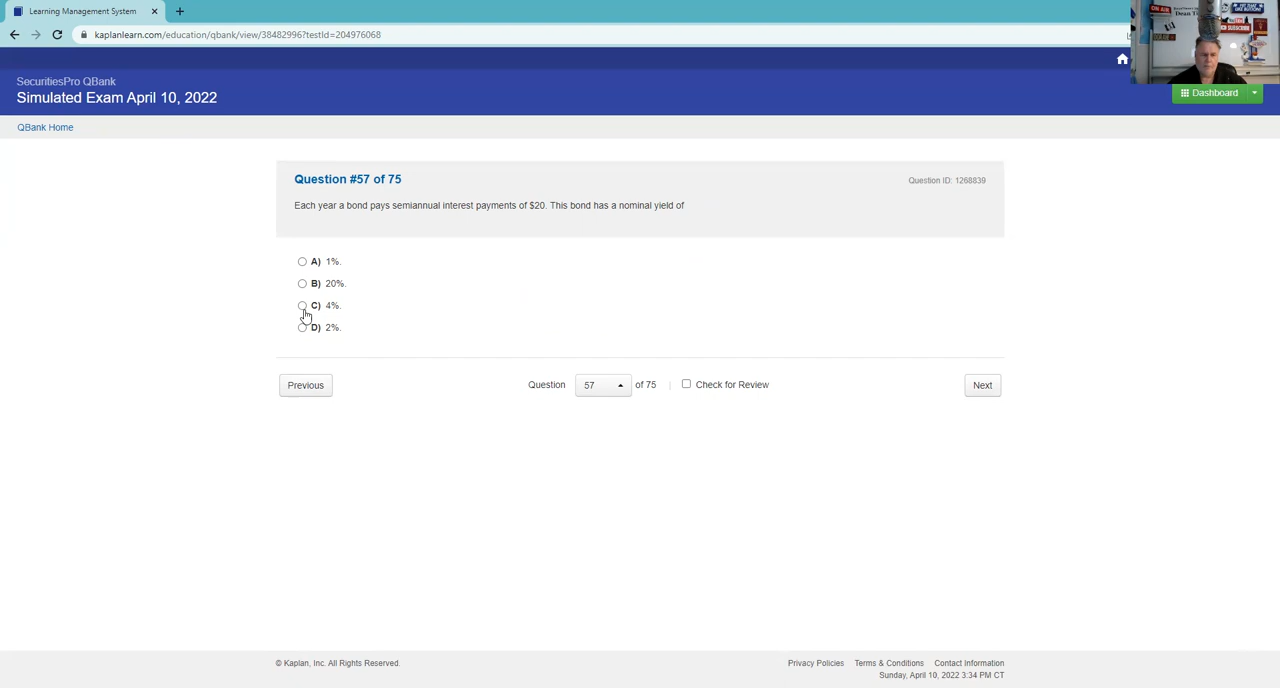 Learning Management System
kaplanlearn.com/education/qbank/view/38482996?testId=204976068
ON AIR
SecuritiesPro QBank
Simulated Exam April 10, 2022
Dashboard
QBank Home
Question #57 of 75
Question ID: 1268839
Each year a bond pays semiannual interest payments of $20. This bond has a nominal yield of
A) 1%.
B) 20%.
C) 4%.
D) 2%.
Previous
Question 57 of 75 | Check for Review
Next
© Kaplan, Inc. All Rights Reserved.
Privacy Policies Terms & Conditions Contact Information
Sunday, April 10, 2022 3:34 PM CT